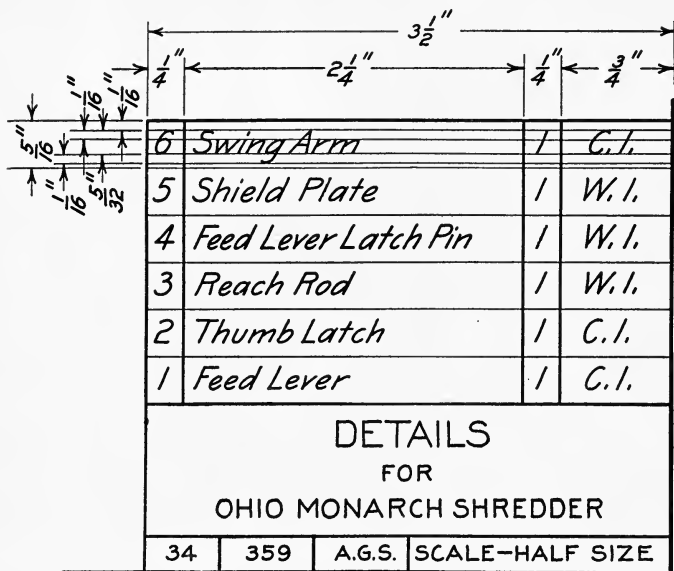 3 1/2"
1/4" 2 1/4" 1/4" 3/4"
5/16" 1/16" 1/16" 5/32" 1/16"
6 Swing Arm 1 C.I.
5 Shield Plate 1 W.I.
4 Feed Lever Latch Pin 1 W.I.
3 Reach Rod 1 W.I.
2 Thumb Latch 1 C.I.
1 Feed Lever 1 C.I.
DETAILS
FOR
OHIO MONARCH SHREDDER
34 359 A.G.S. SCALE-HALF SIZE